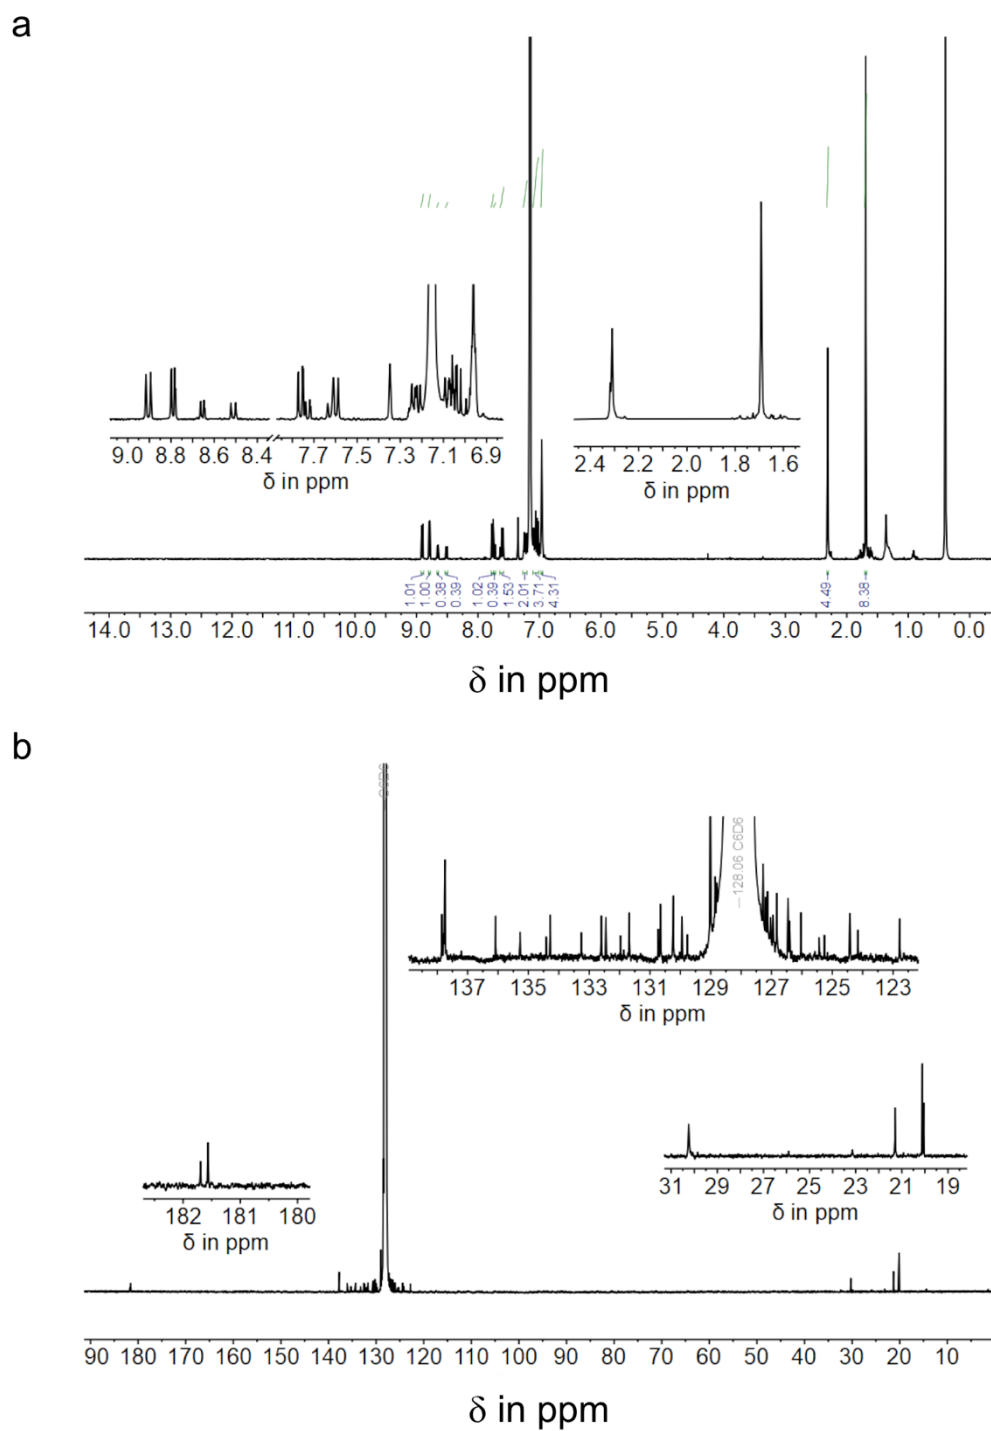 a
9.0 8.8 8.6 8.4 7.7 7.5 7.3 7.1 6.9
δ in ppm
2.4 2.2 2.0 1.8 1.6
δ in ppm
1.01 1.00 0.38 0.39 1.02 0.39 1.53 2.01 3.71 4.31 4.49 8.38
14.0 13.0 12.0 11.0 10.0 9.0 8.0 7.0 6.0 5.0 4.0 3.0 2.0 1.0 0.0
δ in ppm
b
C6D6
128.06 C6D6
137 135 133 131 129 127 125 123
δ in ppm
182 181 180
δ in ppm
31 29 27 25 23 21 19
δ in ppm
90 180 170 160 150 140 130 120 110 100 90 80 70 60 50 40 30 20 10
δ in ppm